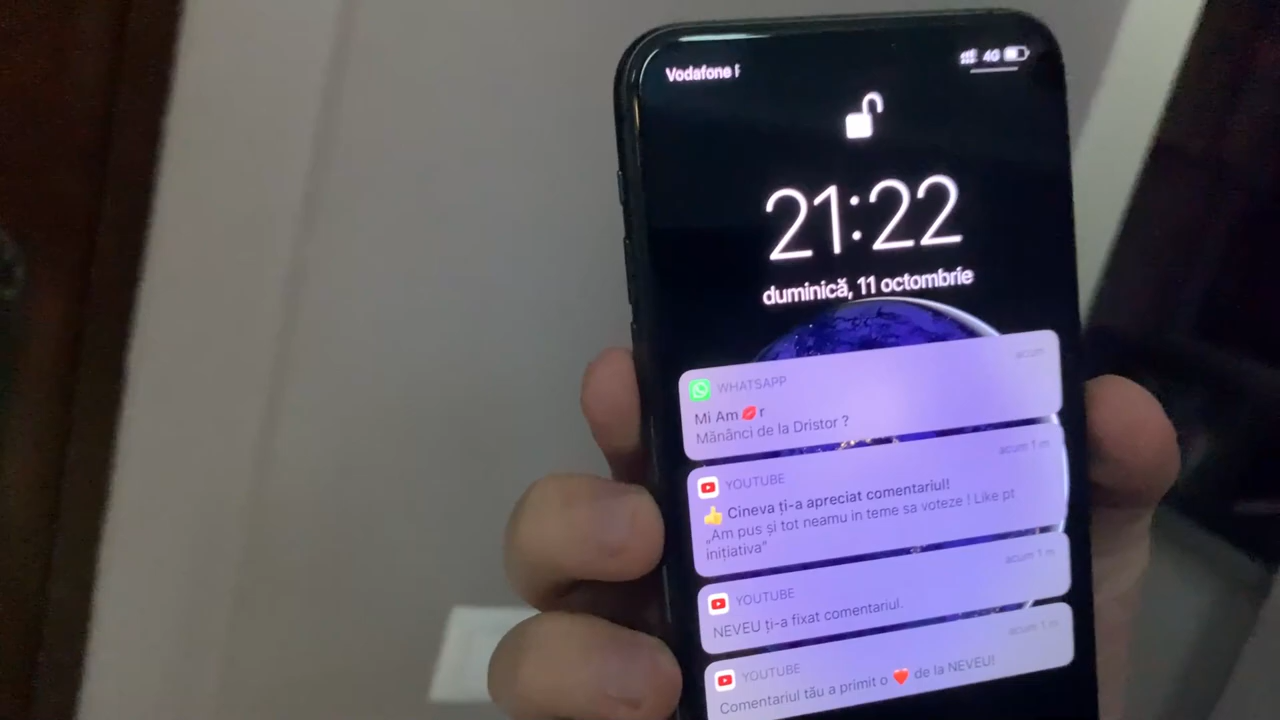 Vodafone
4G
21:22
duminică, 11 octombrie
WHATSAPP
acum
Mi Am💋r
Mănânci de la Dristor ?
YOUTUBE
acum 1 m
👍 Cineva ți-a apreciat comentariul!
„Am pus și tot neamu in teme sa voteze ! Like pt
inițiativa”
YOUTUBE
acum 1 m
NEVEU ți-a fixat comentariul.
YOUTUBE
acum 1 m
Comentariul tău a primit o ❤️ de la NEVEU!